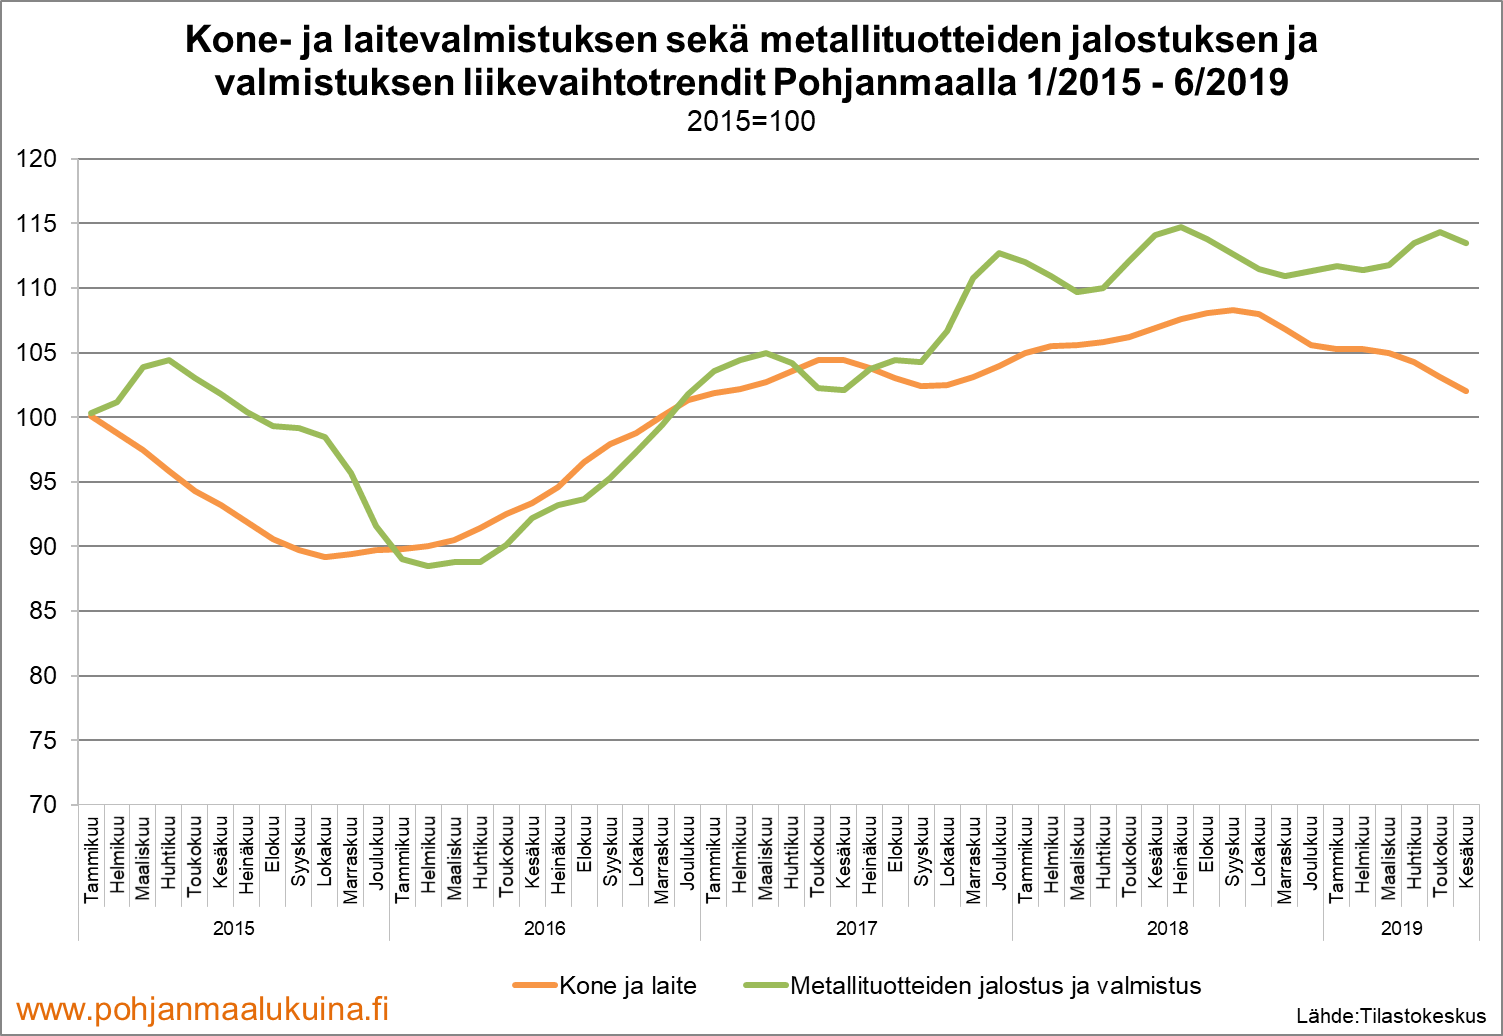 Kone- ja laitevalmistuksen sekä metallituotteiden jalostuksen ja
valmistuksen liikevaihtotrendit Pohjanmaalla 1/2015 - 6/2019
2015=100
120
115
110
105
100
95
90
85
80
75
70
Tammikuu Helmikuu Maaliskuu Huhtikuu Toukokuu Kesäkuu Heinäkuu Elokuu Syyskuu Lokakuu Marraskuu Joulukuu Tammikuu Helmikuu Maaliskuu Huhtikuu Toukokuu Kesäkuu Heinäkuu Elokuu Syyskuu Lokakuu Marraskuu Joulukuu Tammikuu Helmikuu Maaliskuu Huhtikuu Toukokuu Kesäkuu Heinäkuu Elokuu Syyskuu Lokakuu Marraskuu Joulukuu Tammikuu Helmikuu Maaliskuu Huhtikuu Toukokuu Kesäkuu Heinäkuu Elokuu Syyskuu Lokakuu Marraskuu Joulukuu Tammikuu Helmikuu Maaliskuu Huhtikuu Toukokuu Kesäkuu
2015 2016 2017 2018 2019
Kone ja laite Metallituotteiden jalostus ja valmistus
www.pohjanmaalukuina.fi
Lähde:Tilastokeskus